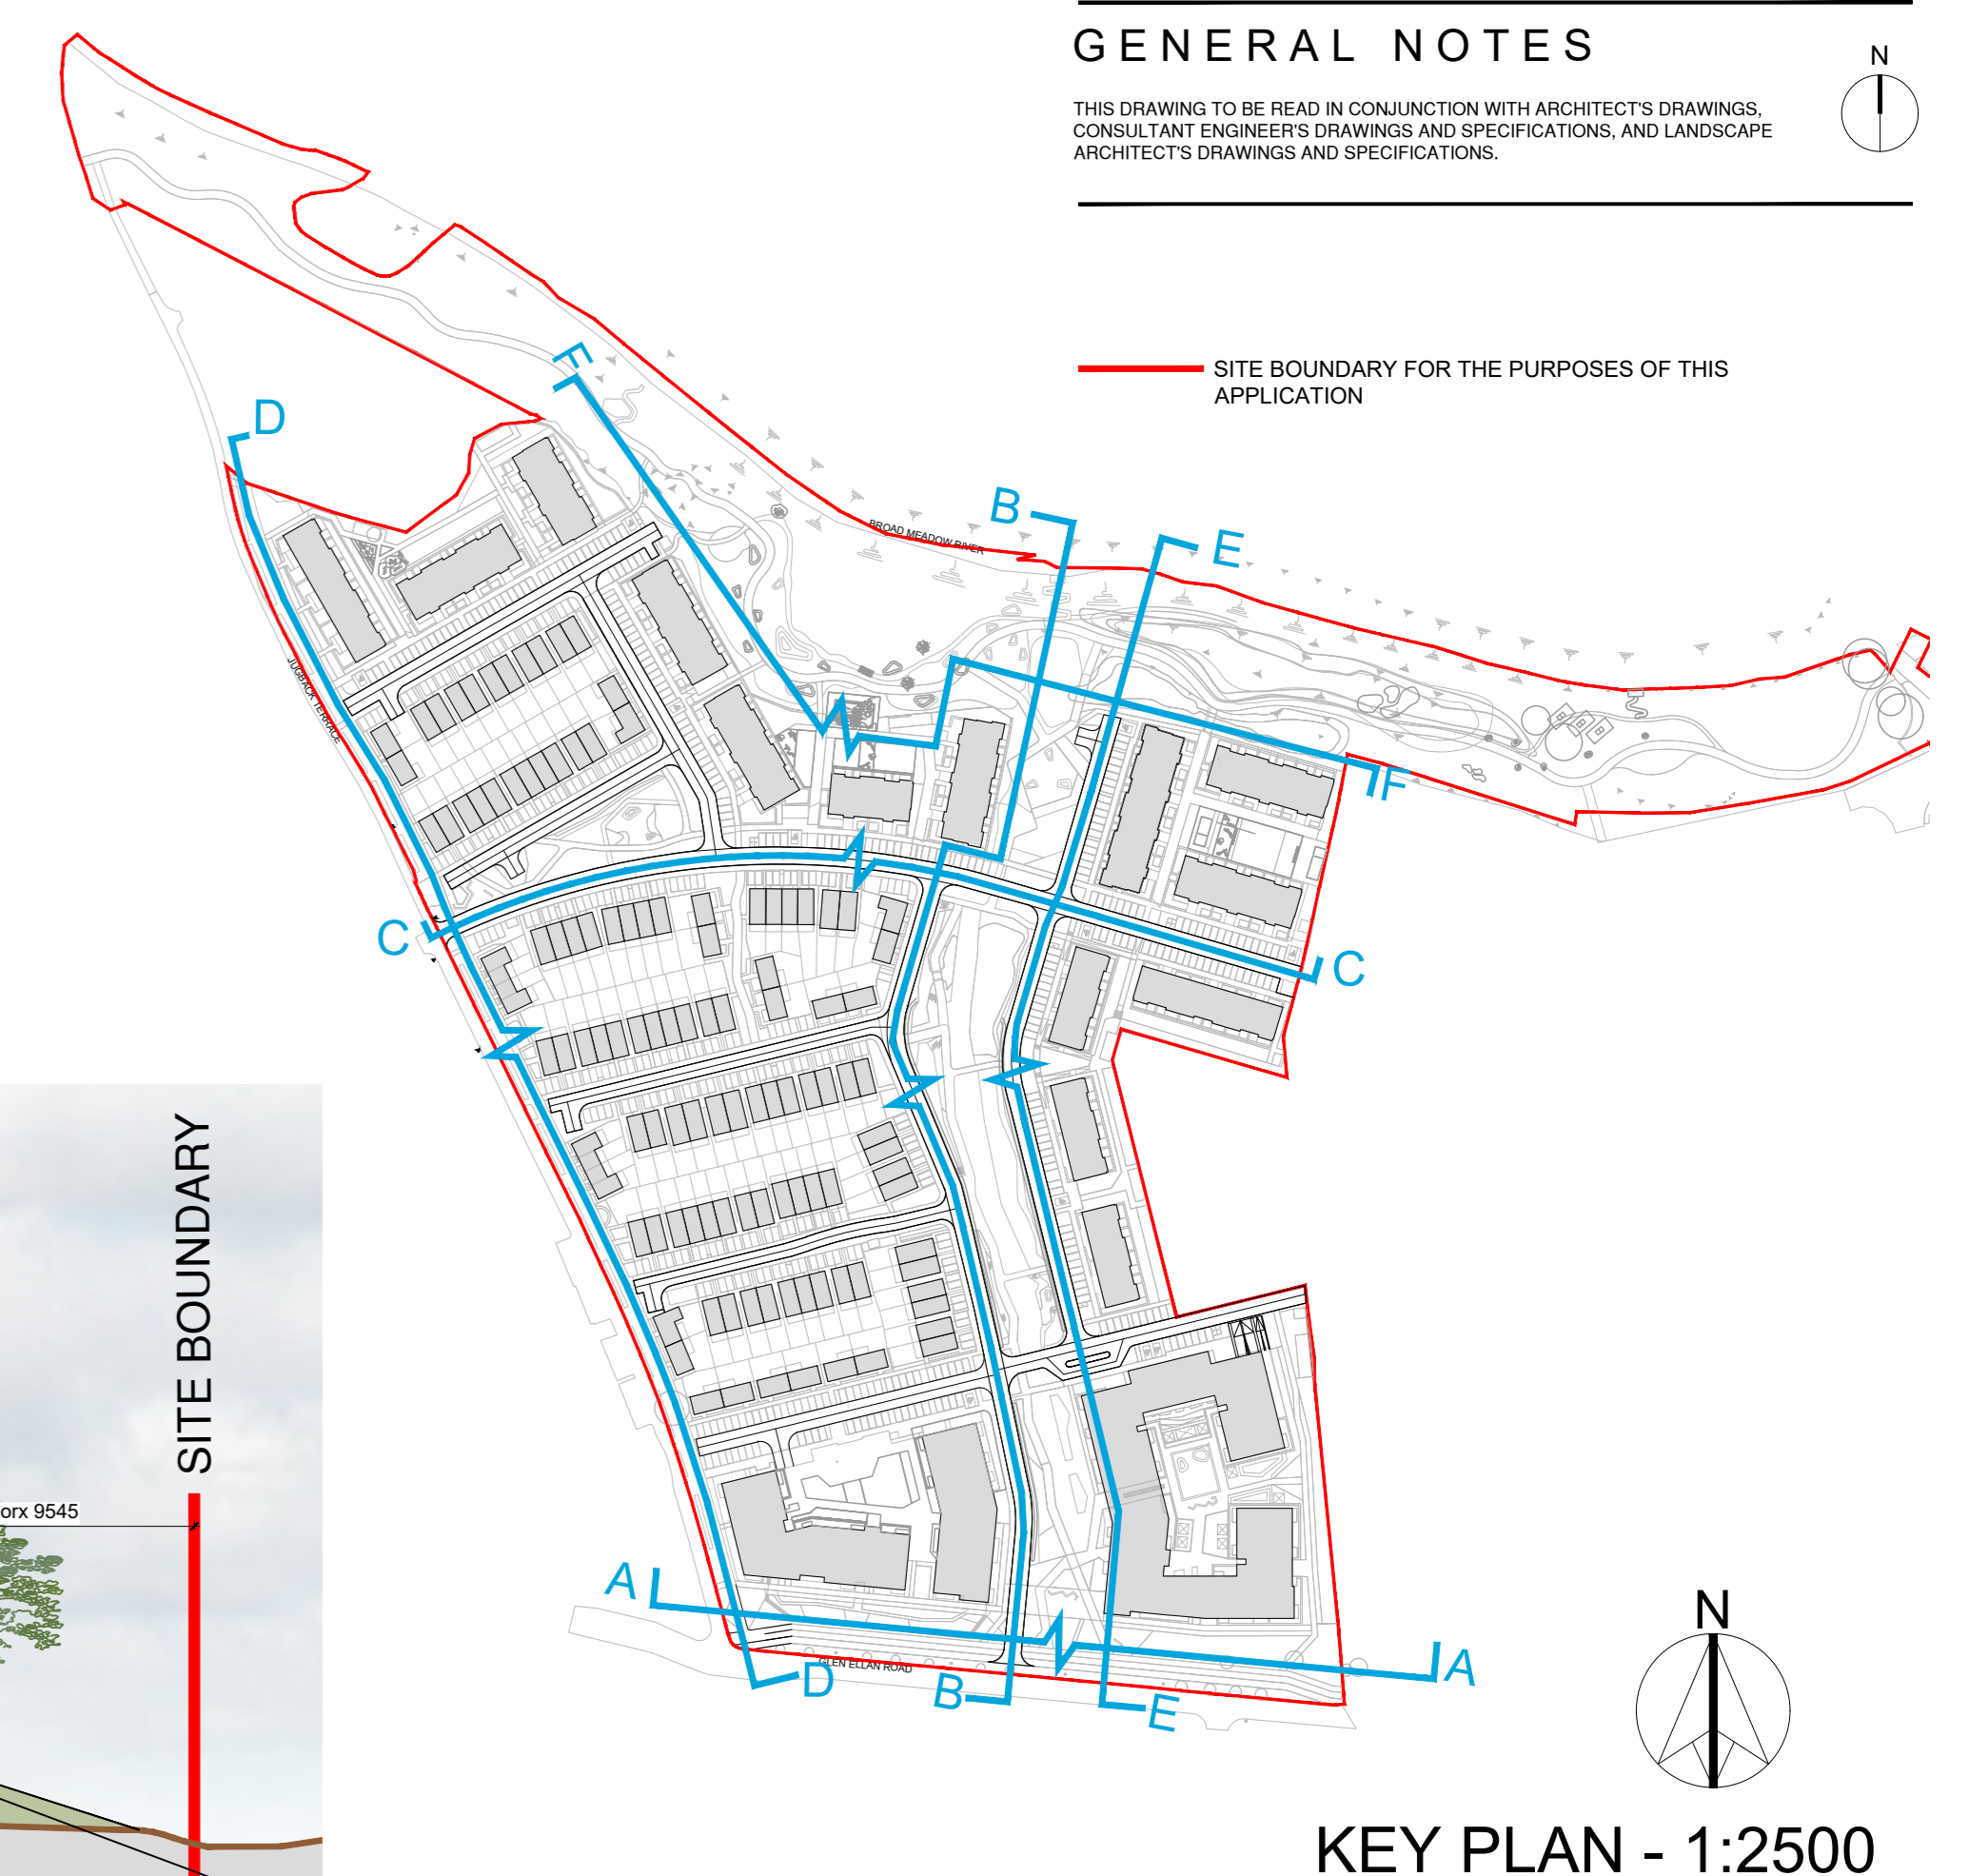 GENERAL NOTES
N
THIS DRAWING TO BE READ IN CONJUNCTION WITH ARCHITECT'S DRAWINGS,
CONSULTANT ENGINEER'S DRAWINGS AND SPECIFICATIONS, AND LANDSCAPE
ARCHITECT'S DRAWINGS AND SPECIFICATIONS.
SITE BOUNDARY FOR THE PURPOSES OF THIS
APPLICATION
F
D
B
E
BROAD MEADOW RIVER
JUGBACK TERRACE
F
C
C
SITE BOUNDARY
orx 9545
A
A
GLEN ELLAN ROAD
D
B
E
N
KEY PLAN - 1:2500